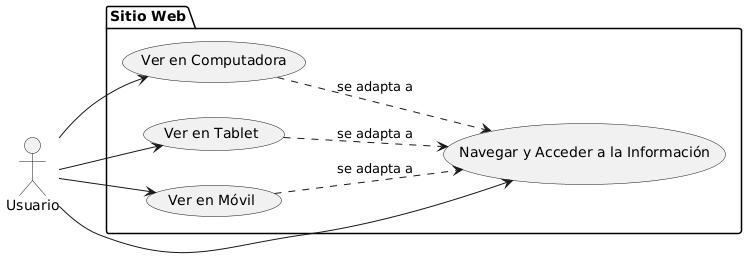 Sitio Web
Ver en Computadora
se adapta a
Ver en Tablet
se adapta a
Navegar y Acceder a la Información
se adapta a
Ver en Móvil
Usuario